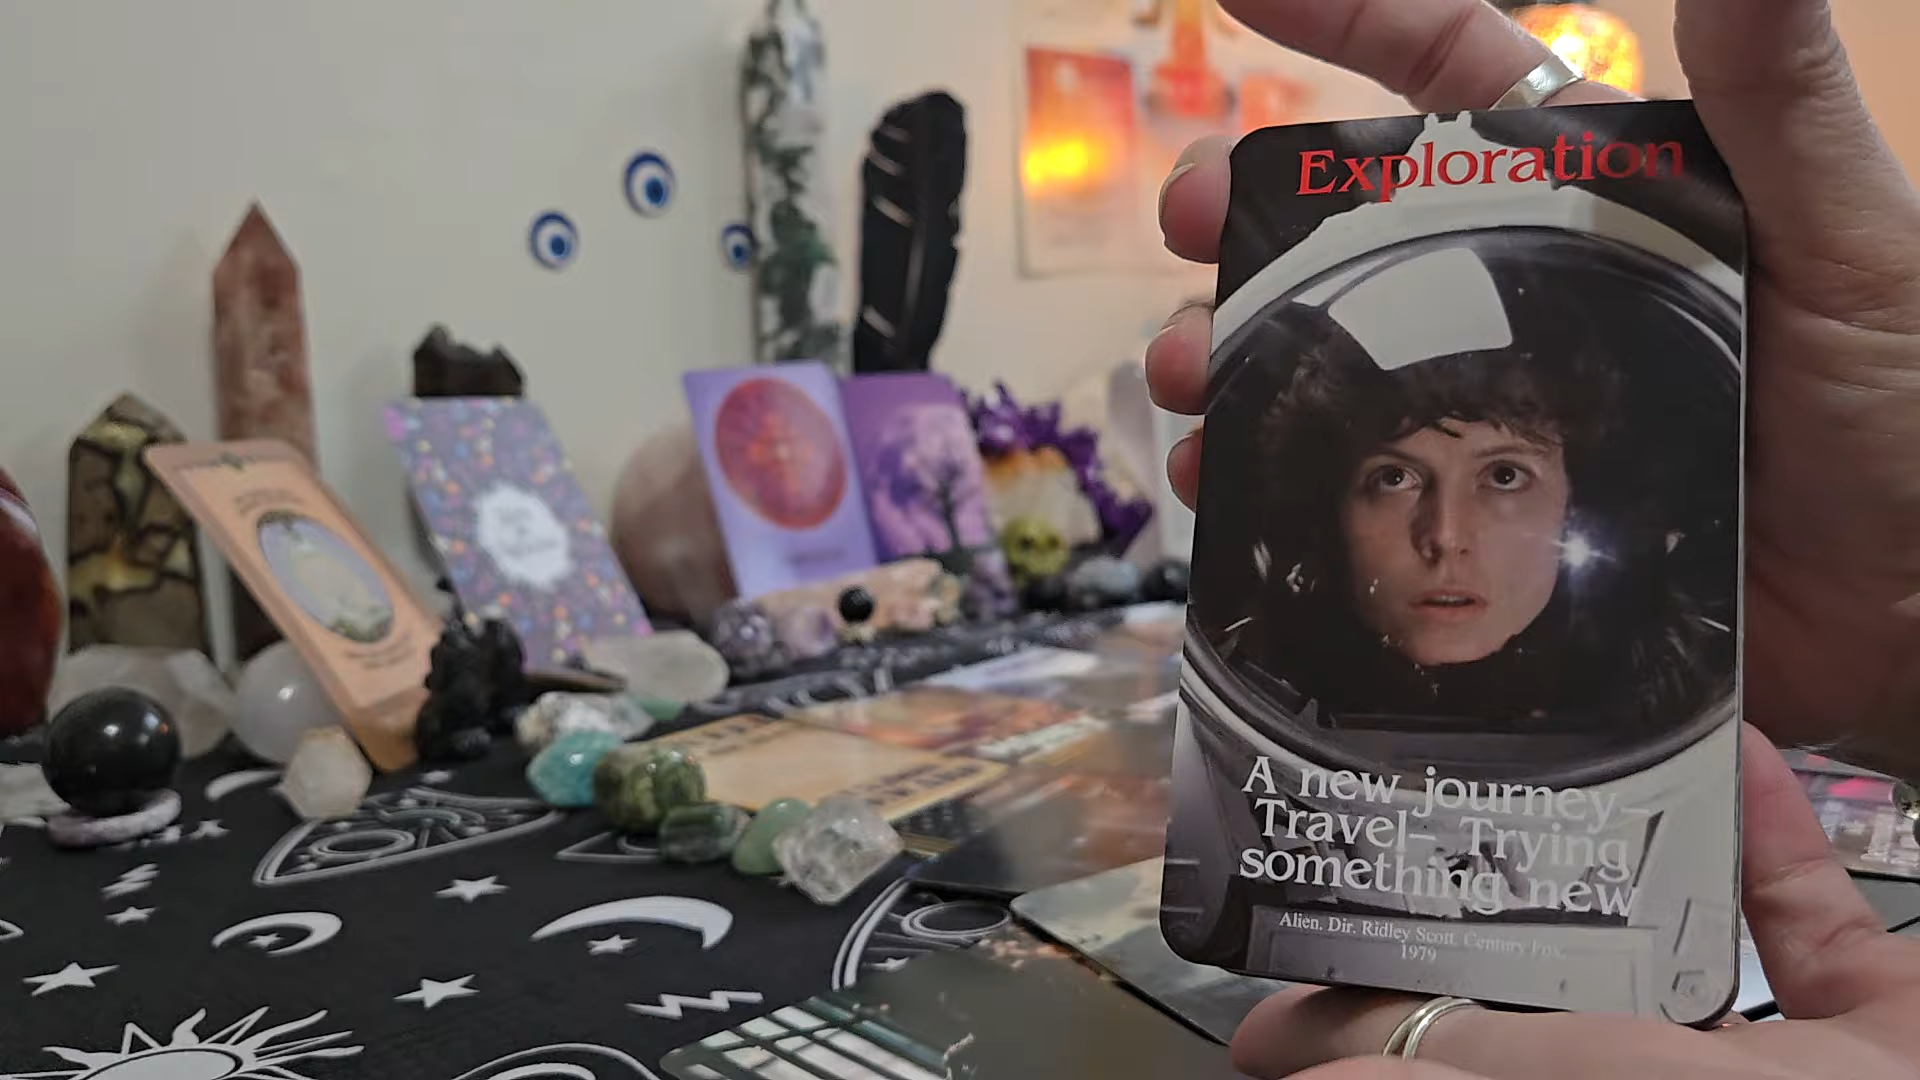 Exploration
A new journey–
Travel– Trying
something new
Alien. Dir. Ridley Scott. Century Fox.
1979